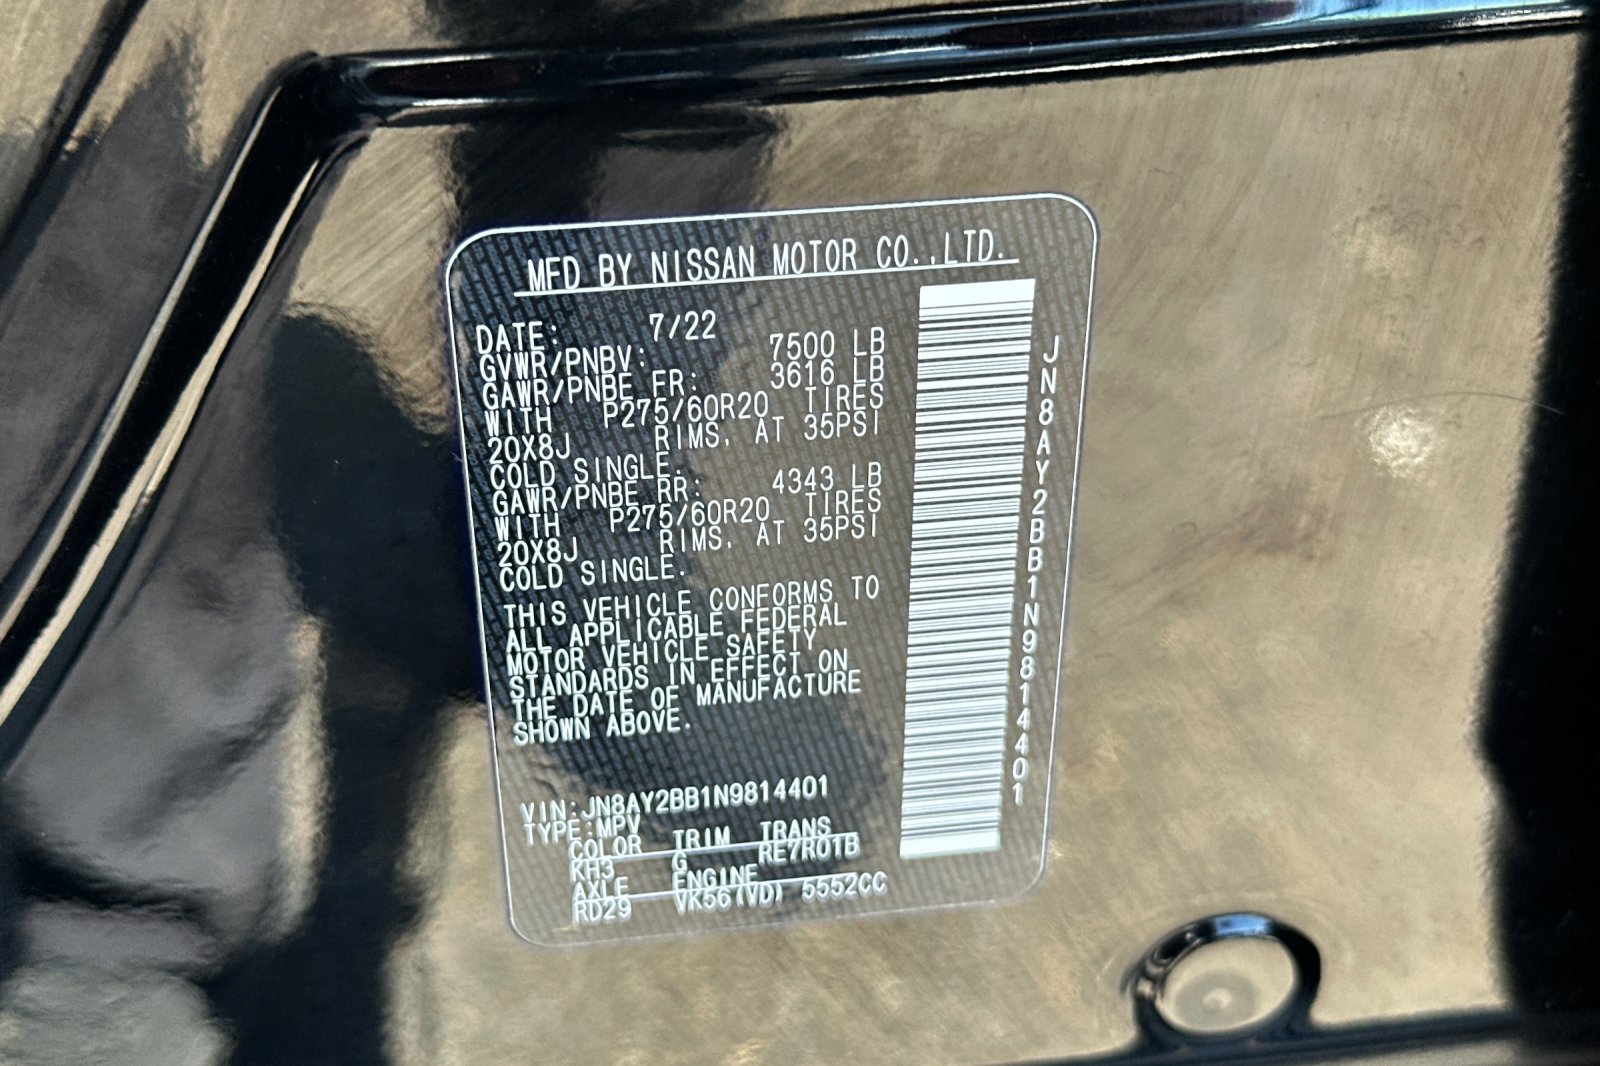 MFD BY NISSAN MOTOR CO.,LTD.
DATE: 7/22
GVWR/PNBV: 7500 LB
GAWR/PNBE FR: 3616 LB
WITH P275/60R20 TIRES
20X8J RIMS. AT 35PSI
COLD SINGLE.
GAWR/PNBE RR: 4343 LB
WITH P275/60R20 TIRES
20X8J RIMS. AT 35PSI
COLD SINGLE.
THIS VEHICLE CONFORMS TO
ALL APPLICABLE FEDERAL
MOTOR VEHICLE SAFETY
STANDARDS IN EFFECT ON
THE DATE OF MANUFACTURE
SHOWN ABOVE.
VIN:JN8AY2BB1N9814401
TYPE:MPV
COLOR TRIM TRANS
KH3 G RE7R01B
AXLE ENGINE
RD29 VK56(VD) 5552CC
JN8AY2BB1N9814401